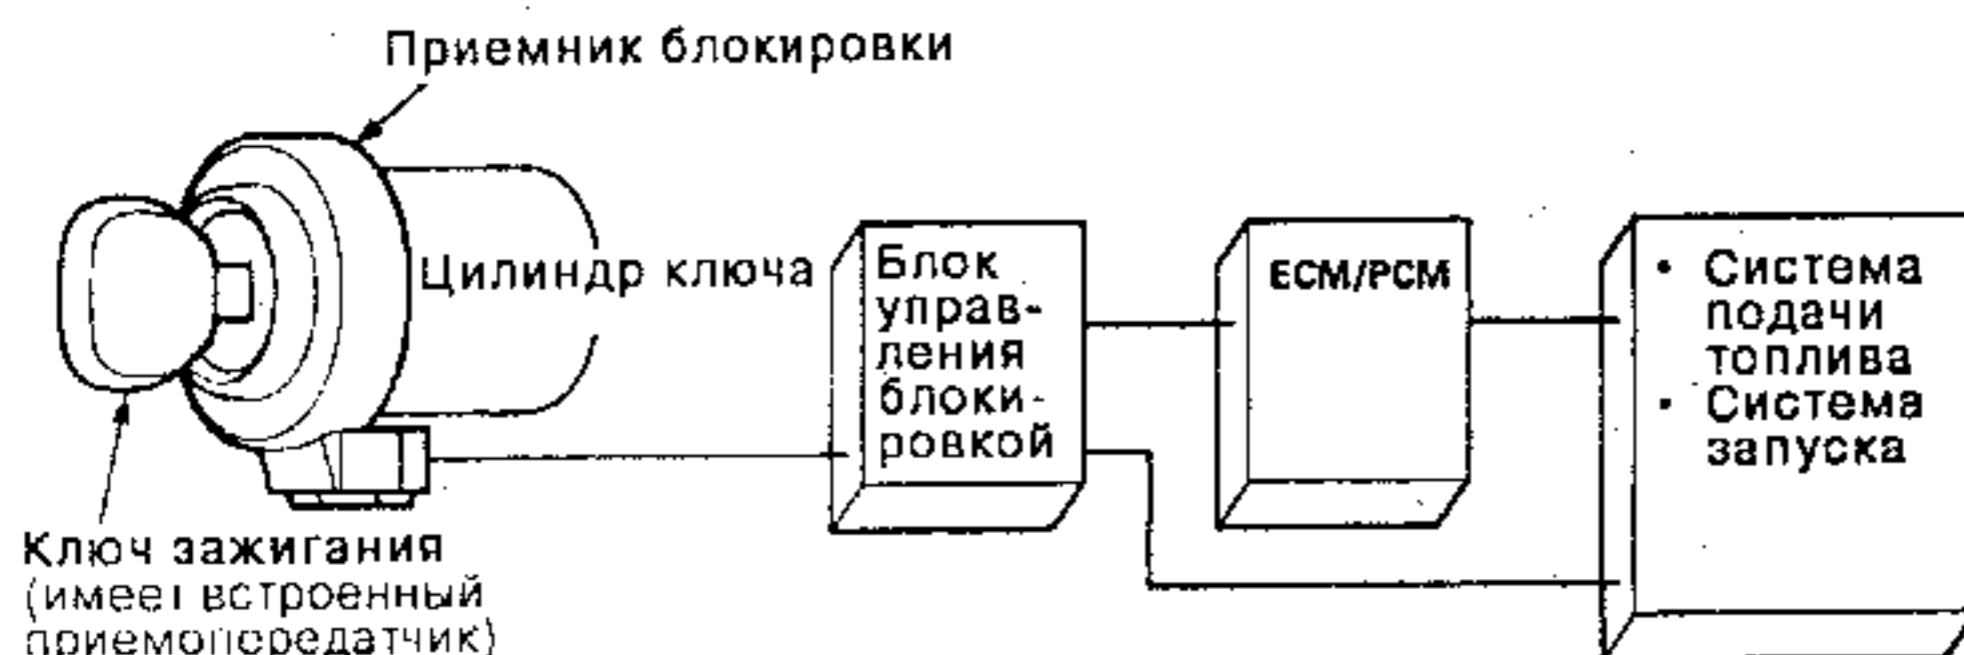 Приемник блокировки
Цилиндр ключа
Блок
управ-
ления
блоки-
ровкой
ECM/PCM
• Система
подачи
топлива
• Система
запуска
Ключ зажигания
(имеет встроенный
приемопередатчик)